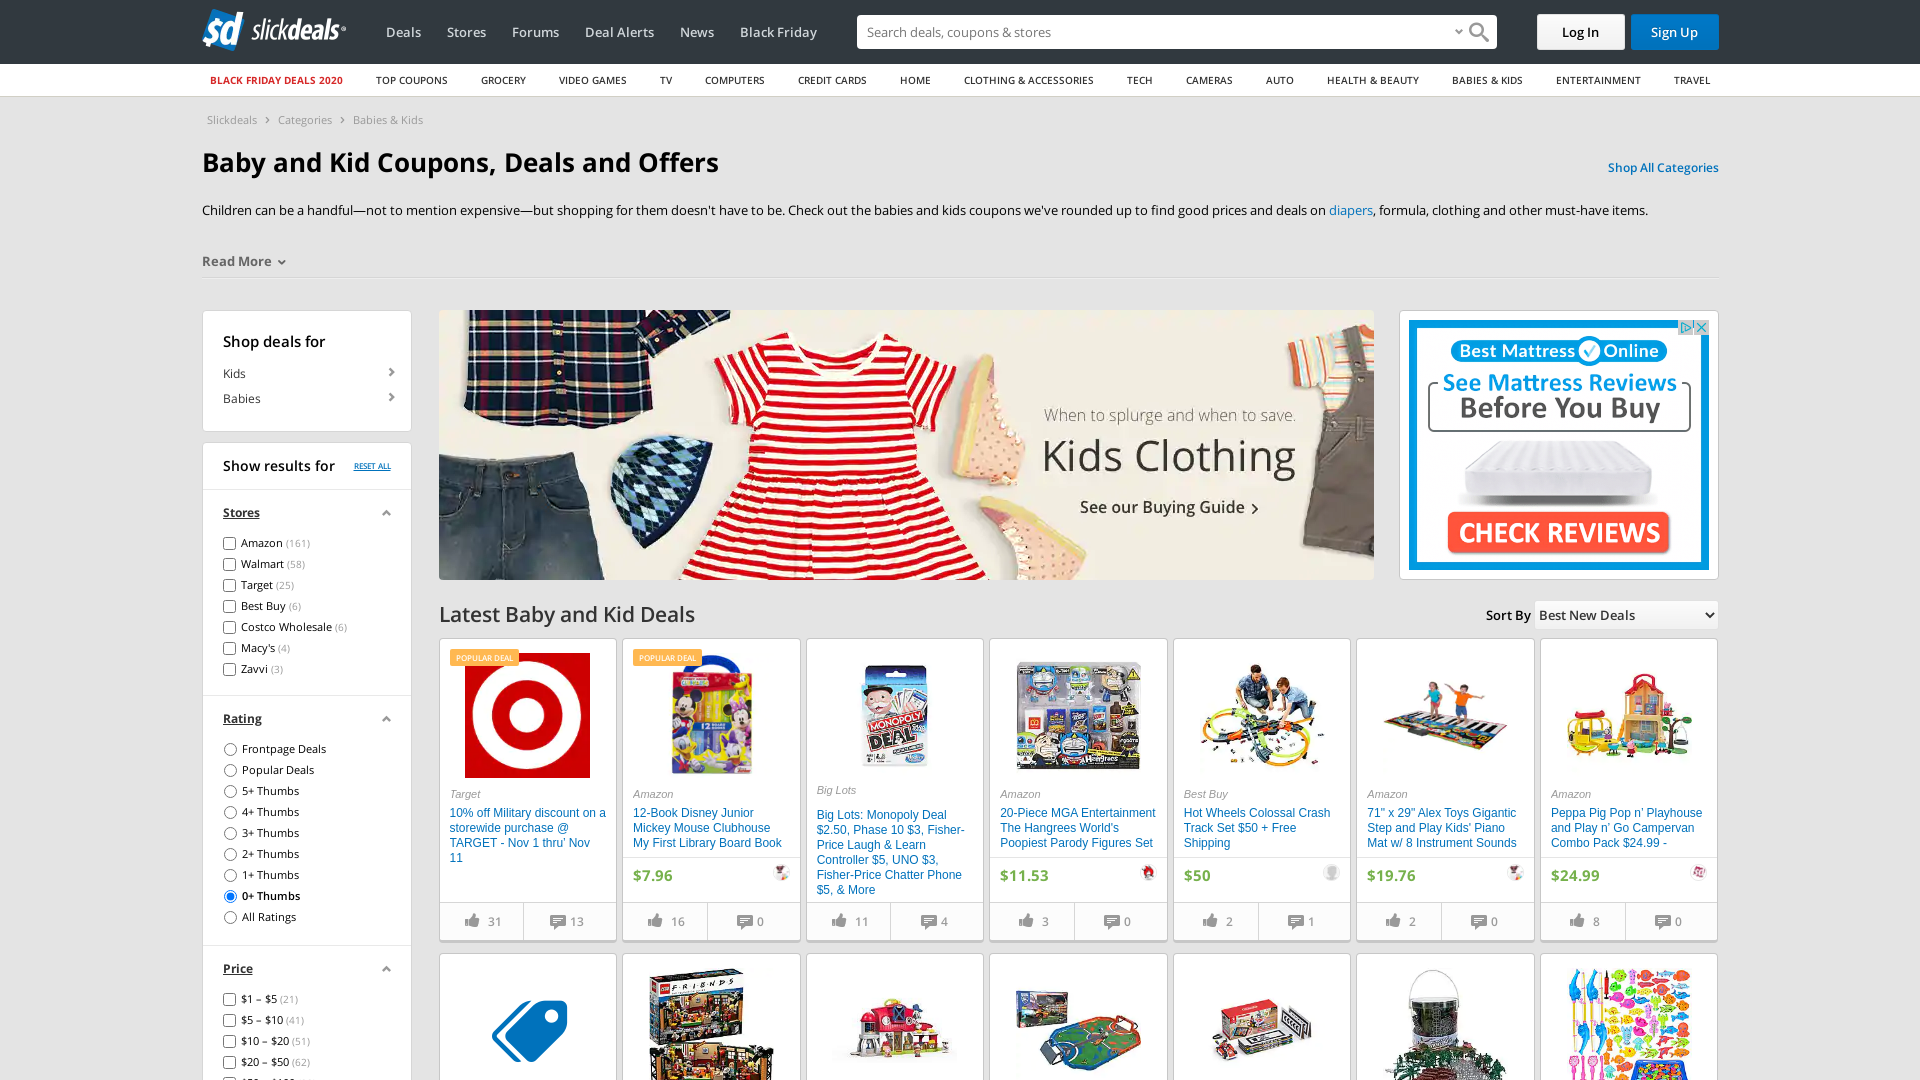 slickdeals
Deals
Stores
Forums
Deal Alerts
News
Black Friday
Search deals, coupons & stores
Log In
Sign Up
BLACK FRIDAY DEALS 2020
TOP COUPONS
GROCERY
VIDEO GAMES
TV
COMPUTERS
CREDIT CARDS
HOME
CLOTHING & ACCESSORIES
TECH
CAMERAS
AUTO
HEALTH & BEAUTY
BABIES & KIDS
ENTERTAINMENT
TRAVEL
Slickdeals
Categories
Babies & Kids
Baby and Kid Coupons, Deals and Offers
Shop All Categories
Children can be a handful—not to mention expensive—but shopping for them doesn't have to be. Check out the babies and kids coupons we've rounded up to find good prices and deals on diapers, formula, clothing and other must-have items.
Read More
Shop deals for
Kids
Babies
Show results for
RESET ALL
Stores
Amazon (161)
Walmart (58)
Target (25)
Best Buy (6)
Costco Wholesale (6)
Macy's (4)
Zavvi (3)
Rating
Frontpage Deals
Popular Deals
5+ Thumbs
4+ Thumbs
3+ Thumbs
2+ Thumbs
1+ Thumbs
0+ Thumbs
All Ratings
Price
$1 – $5 (21)
$5 – $10 (41)
$10 – $20 (51)
$20 – $50 (62)
When to splurge and when to save.
Kids Clothing
See our Buying Guide
Best Mattress Online
See Mattress Reviews
Before You Buy
CHECK REVIEWS
Latest Baby and Kid Deals
Sort By
Best New Deals
POPULAR DEAL
Target
10% off Military discount on a
storewide purchase @
TARGET - Nov 1 thru' Nov
11
31
13
POPULAR DEAL
Amazon
12-Book Disney Junior
Mickey Mouse Clubhouse
My First Library Board Book
$7.96
16
0
MONOPOLY
DEAL
Big Lots
Big Lots: Monopoly Deal
$2.50, Phase 10 $3, Fisher-
Price Laugh & Learn
Controller $5, UNO $3,
Fisher-Price Chatter Phone
$5, & More
11
4
Amazon
20-Piece MGA Entertainment
The Hangrees World's
Poopiest Parody Figures Set
$11.53
3
0
Best Buy
Hot Wheels Colossal Crash
Track Set $50 + Free
Shipping
$50
2
1
Amazon
71" x 29" Alex Toys Gigantic
Step and Play Kids' Piano
Mat w/ 8 Instrument Sounds
$19.76
2
0
Amazon
Peppa Pig Pop n' Playhouse
and Play n' Go Campervan
Combo Pack $24.99 -
$24.99
8
0
FRIENDS